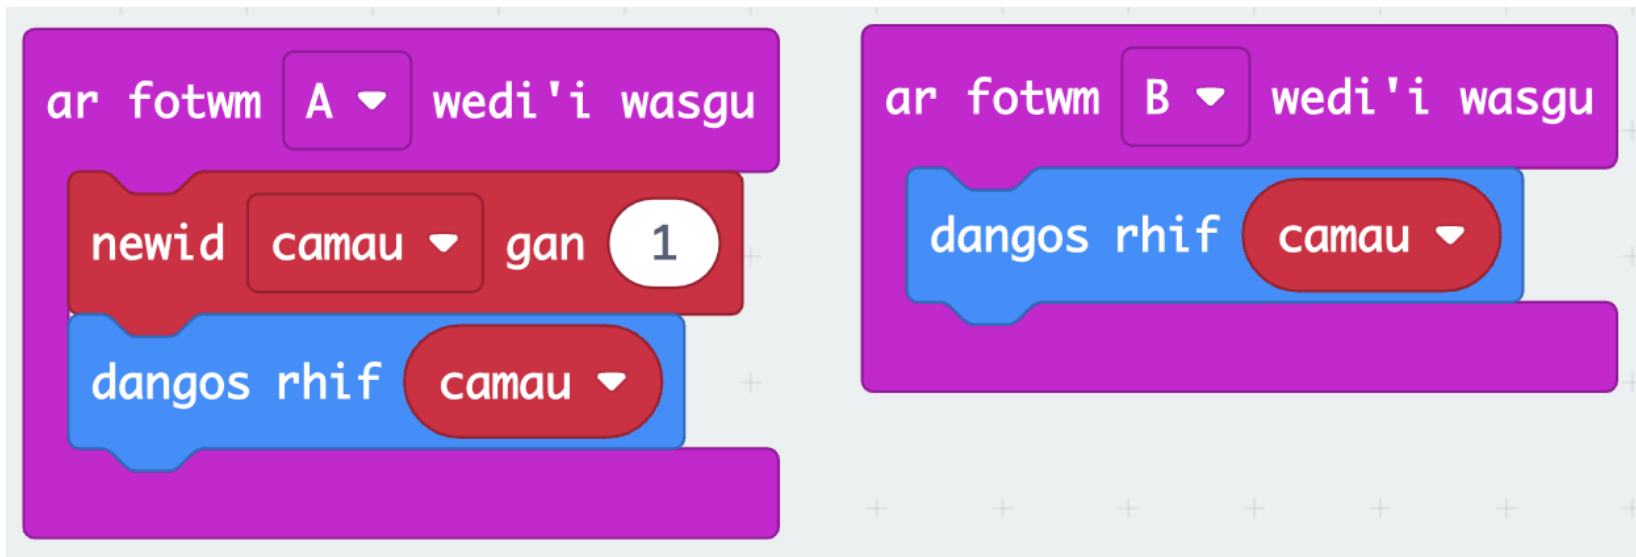 ar fotwm A wedi'i wasgu
newid camau gan 1
dangos rhif camau
ar fotwm B wedi'i wasgu
dangos rhif camau